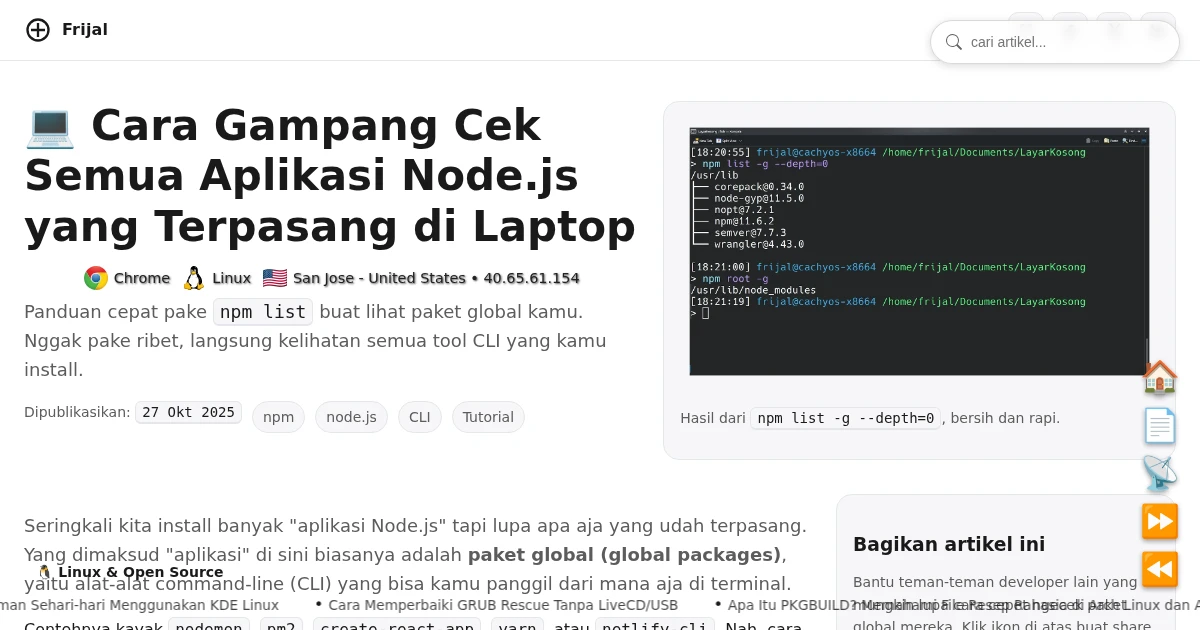 Frijal
cari artikel...
Cara Gampang Cek
Semua Aplikasi Node.js
yang Terpasang di Laptop
Chrome Linux San Jose - United States • 40.65.61.154
Panduan cepat pake npm list buat lihat paket global kamu.
Nggak pake ribet, langsung kelihatan semua tool CLI yang kamu
install.
Dipublikasikan: 27 Okt 2025 npm node.js CLI Tutorial
[18:20:55] frijal@cachyos-x8664 /home/frijal/Documents/LayarKosong
> npm list -g --depth=0
/usr/lib
├── corepack@0.34.0
├── node-gyp@11.5.0
├── nopt@7.2.1
├── npm@11.6.2
├── semver@7.7.3
└── wrangler@4.43.0
[18:21:00] frijal@cachyos-x8664 /home/frijal/Documents/LayarKosong
> npm root -g
/usr/lib/node_modules
[18:21:19] frijal@cachyos-x8664 /home/frijal/Documents/LayarKosong
>
Hasil dari npm list -g --depth=0, bersih dan rapi.
Seringkali kita install banyak "aplikasi Node.js" tapi lupa apa aja yang udah terpasang.
Yang dimaksud "aplikasi" di sini biasanya adalah paket global (global packages),
yaitu alat-alat command-line (CLI) yang bisa kamu panggil dari mana aja di terminal.
Contohnya kayak nodemon, pm2, create-react-app, yarn, atau netlify-cli. Nah, cara
Bagikan artikel ini
Bantu teman-teman developer lain yang
mungkin lupa cara cepat ngecek paket
global mereka. Klik ikon di atas buat share
Linux & Open Source
man Sehari-hari Menggunakan KDE Linux • Cara Memperbaiki GRUB Rescue Tanpa LiveCD/USB • Apa Itu PKGBUILD? Memahami File Resep Rahasia di Arch Linux dan A